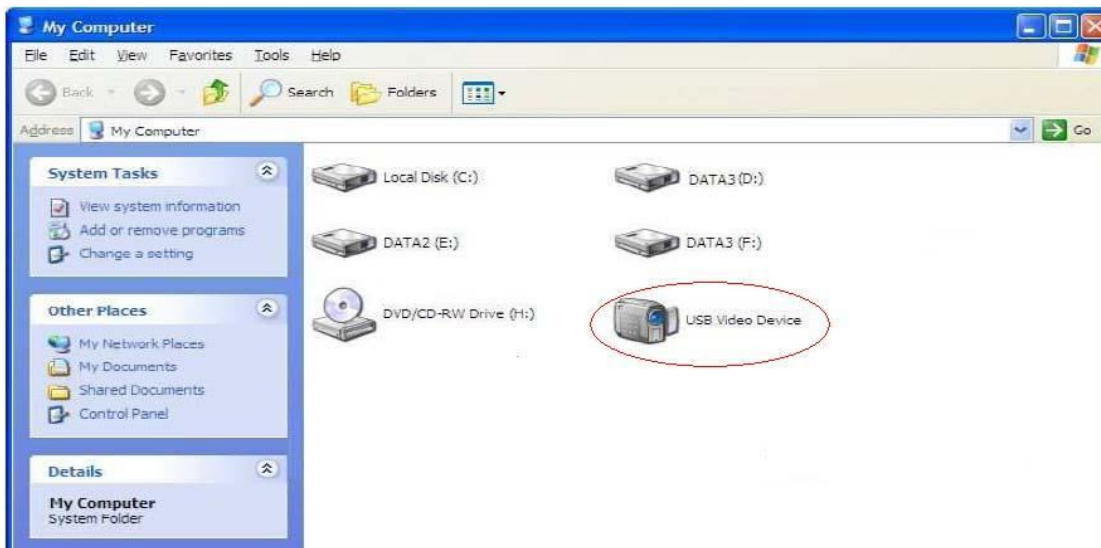 My Computer
File Edit View Favorites Tools Help
Back Search Folders
Address My Computer Go
System Tasks
View system information
Add or remove programs
Change a setting
Other Places
My Network Places
My Documents
Shared Documents
Control Panel
Details
My Computer
System Folder
Local Disk (C:) DATA3(D:)
DATA2 (E:) DATA3 (F:)
DVD/CD-RW Drive (H:) USB Video Device